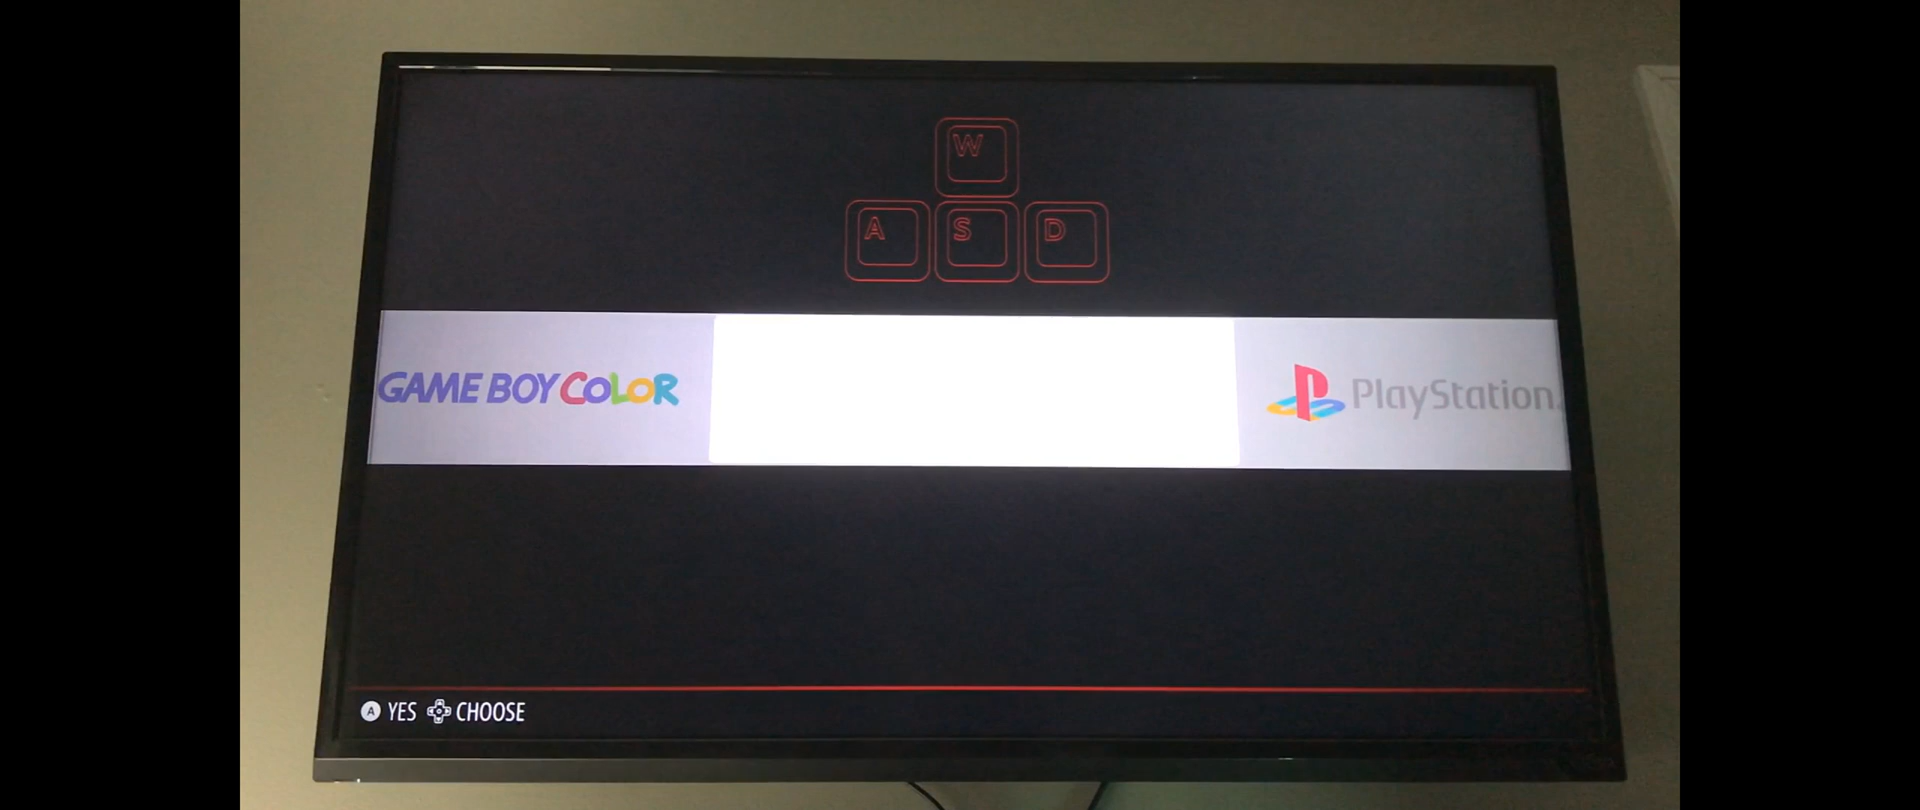 W
A S D
GAME BOY COLOR
PlayStation
A YES CHOOSE